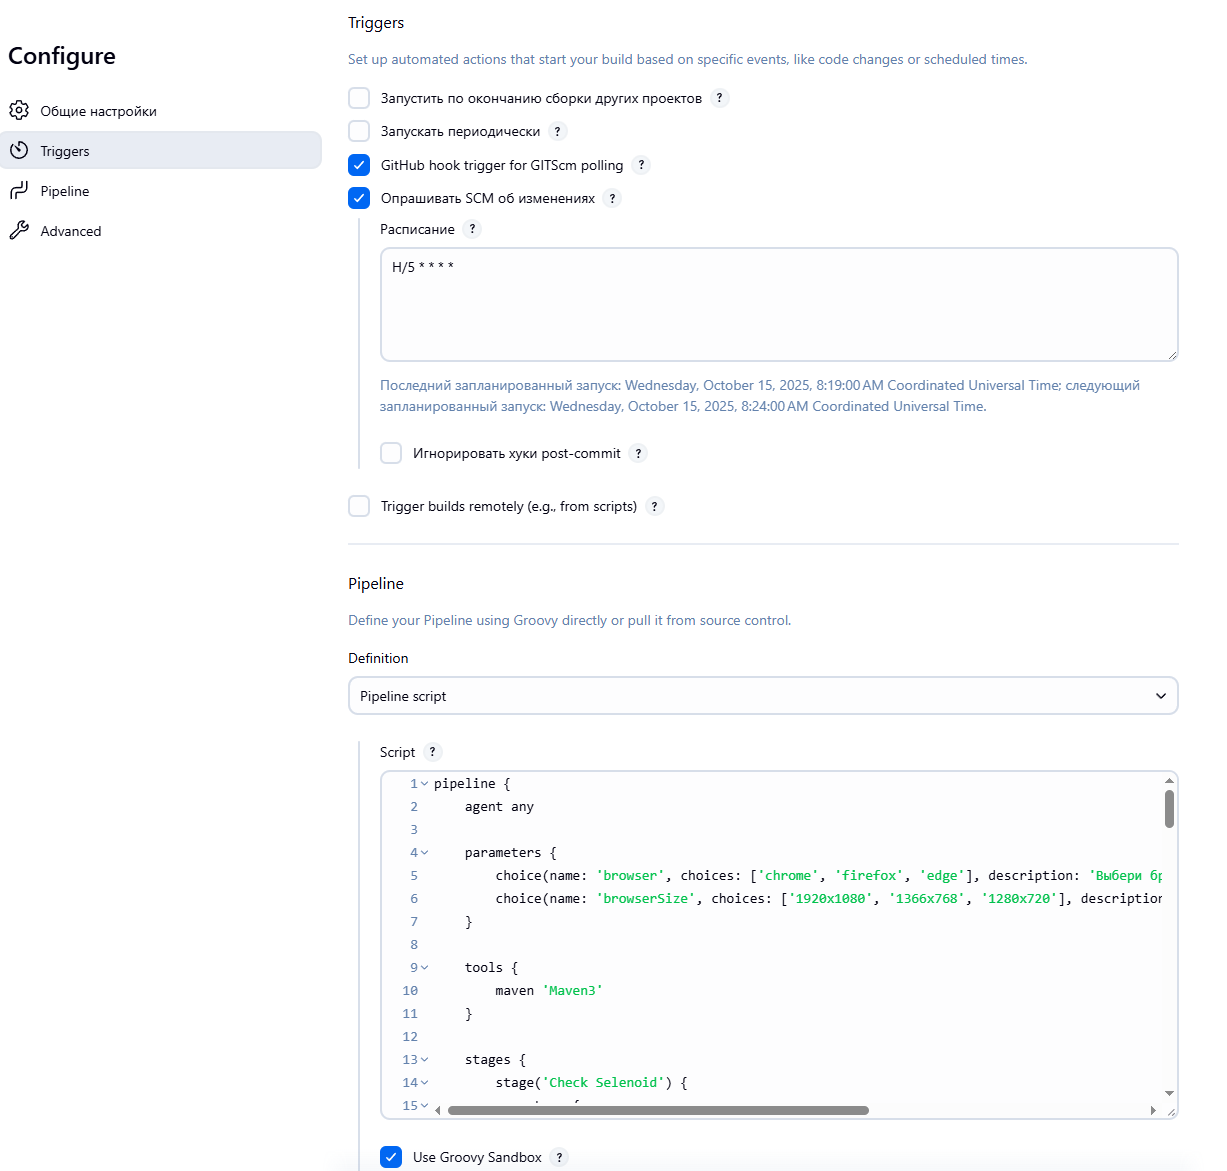 Configure
Общие настройки
Triggers
Pipeline
Advanced
Triggers
Set up automated actions that start your build based on specific events, like code changes or scheduled times.
Запустить по окончанию сборки других проектов ?
Запускать периодически ?
GitHub hook trigger for GITScm polling ?
Опрашивать SCM об изменениях ?
Расписание ?
H/5 * * * *
Последний запланированный запуск: Wednesday, October 15, 2025, 8:19:00 AM Coordinated Universal Time; следующий
запланированный запуск: Wednesday, October 15, 2025, 8:24:00 AM Coordinated Universal Time.
Игнорировать хуки post-commit ?
Trigger builds remotely (e.g., from scripts) ?
Pipeline
Define your Pipeline using Groovy directly or pull it from source control.
Definition
Pipeline script
Script ?
1 pipeline {
2 agent any
3
4 parameters {
5 choice(name: 'browser', choices: ['chrome', 'firefox', 'edge'], description: 'Выбери
6 choice(name: 'browserSize', choices: ['1920x1080', '1366x768', '1280x720'], description
7 }
8
9 tools {
10 maven 'Maven3'
11 }
12
13 stages {
14 stage('Check Selenoid') {
15
Use Groovy Sandbox ?